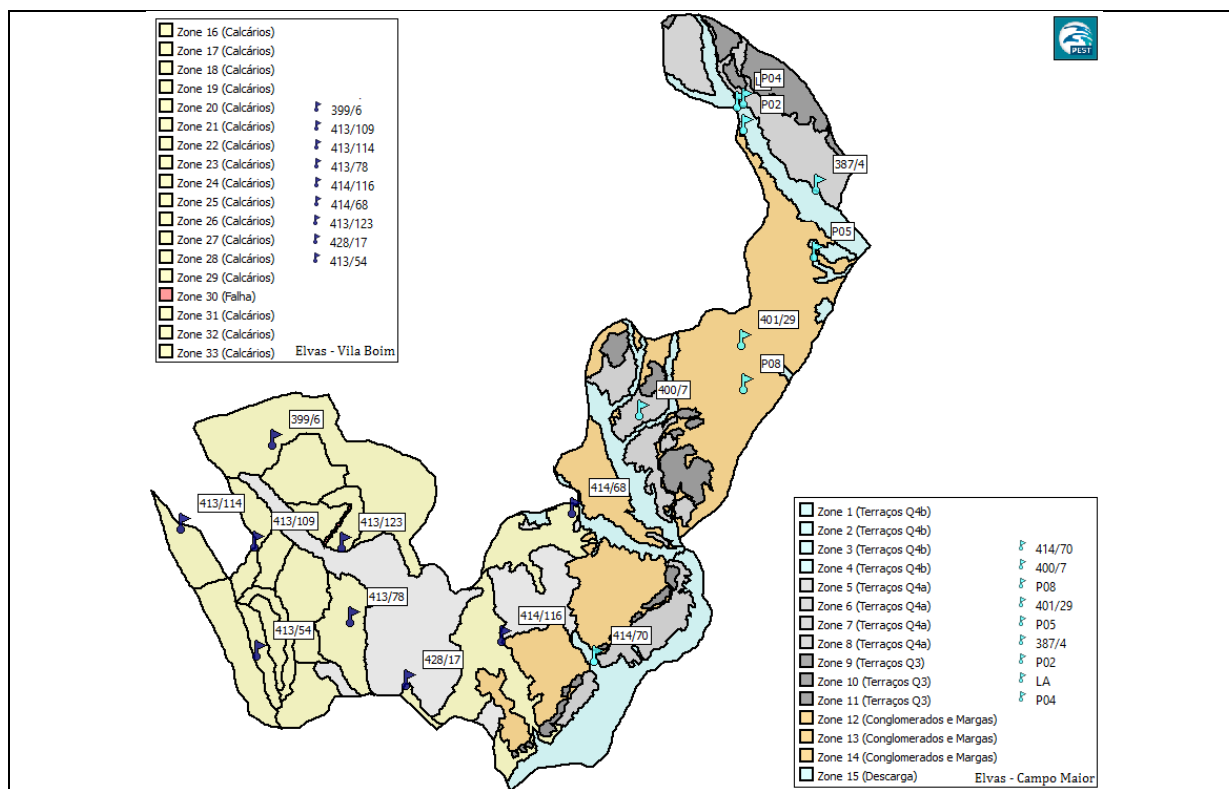 Zone 16 (Calcários)
Zone 17 (Calcários)
Zone 18 (Calcários)
Zone 19 (Calcários)
Zone 20 (Calcários)
Zone 21 (Calcários)
Zone 22 (Calcários)
Zone 23 (Calcários)
Zone 24 (Calcários)
Zone 25 (Calcários)
Zone 26 (Calcários)
Zone 27 (Calcários)
Zone 28 (Calcários)
Zone 29 (Calcários)
Zone 30 (Falha)
Zone 31 (Calcários)
Zone 32 (Calcários)
Zone 33 (Calcários)
399/6
413/109
413/114
413/78
414/116
414/68
413/123
428/17
413/54
Elvas - Vila Boim
PEST
P04
P02
387/4
P05
401/29
P08
400/7
399/6
414/68
413/114
413/109
413/123
413/78
414/116
413/54
414/70
428/17
Zone 1 (Terraços Q4b)
Zone 2 (Terraços Q4b)
Zone 3 (Terraços Q4b)
Zone 4 (Terraços Q4b)
Zone 5 (Terraços Q4a)
Zone 6 (Terraços Q4a)
Zone 7 (Terraços Q4a)
Zone 8 (Terraços Q4a)
Zone 9 (Terraços Q3)
Zone 10 (Terraços Q3)
Zone 11 (Terraços Q3)
Zone 12 (Conglomerados e Margas)
Zone 13 (Conglomerados e Margas)
Zone 14 (Conglomerados e Margas)
Zone 15 (Descarga)
414/70
400/7
P08
401/29
P05
387/4
P02
LA
P04
Elvas - Campo Maior